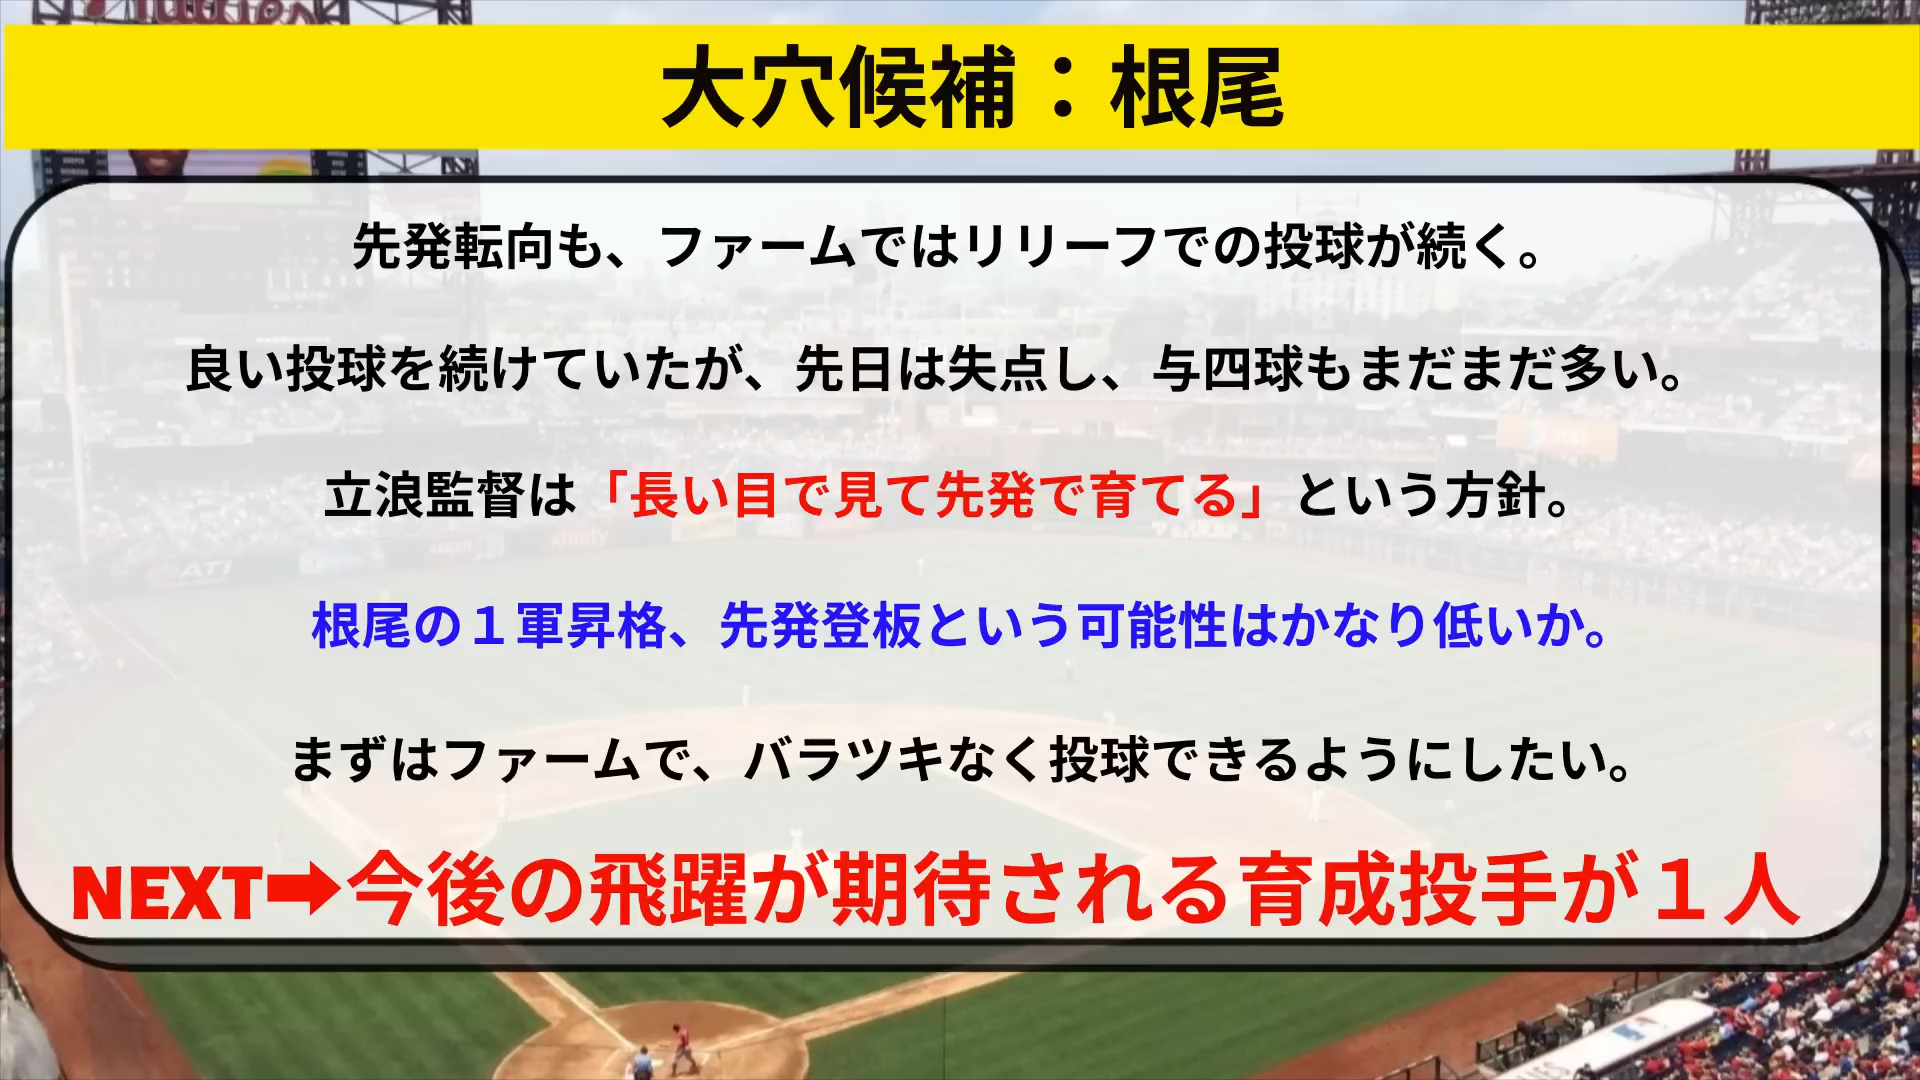 Phillies
大穴候補：根尾
先発転向も、ファームではリリーフでの投球が続く。
良い投球を続けていたが、先日は失点し、与四球もまだまだ多い。
立浪監督は「長い目で見て先発で育てる」という方針。
ATI
xfinity
根尾の１軍昇格、先発登板という可能性はかなり低いか。
まずはファームで、バラツキなく投球できるようにしたい。
NEXT➡今後の飛躍が期待される育成投手が１人